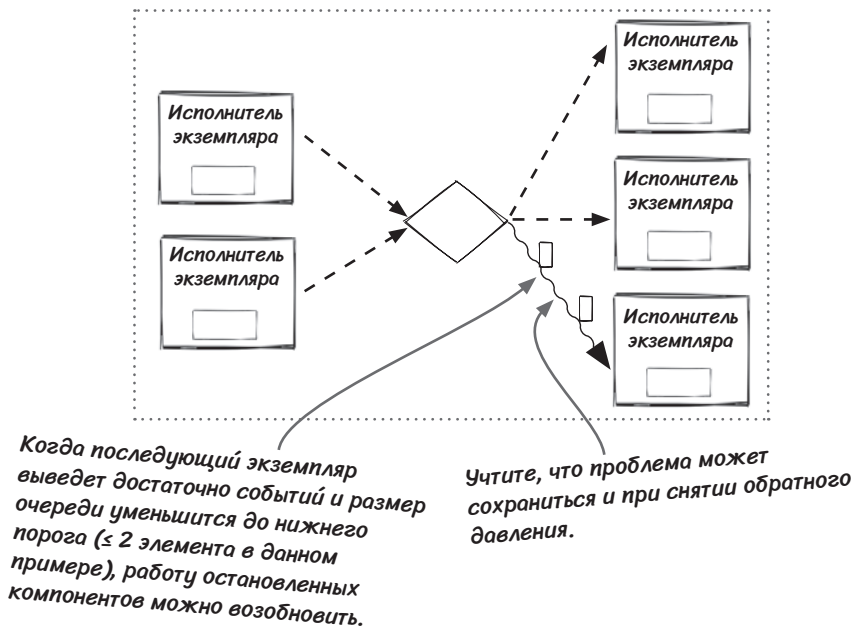 Исполнитель
экземпляра
Исполнитель
экземпляра
Исполнитель
экземпляра
Исполнитель
экземпляра
Исполнитель
экземпляра
Когда последующий экземпляр
выведет достаточно событий и размер
очереди уменьшится до нижнего
порога (≤ 2 элемента в данном
примере), работу остановленных
компонентов можно возобновить.
Учтите, что проблема может
сохраниться и при снятии обратного
давления.